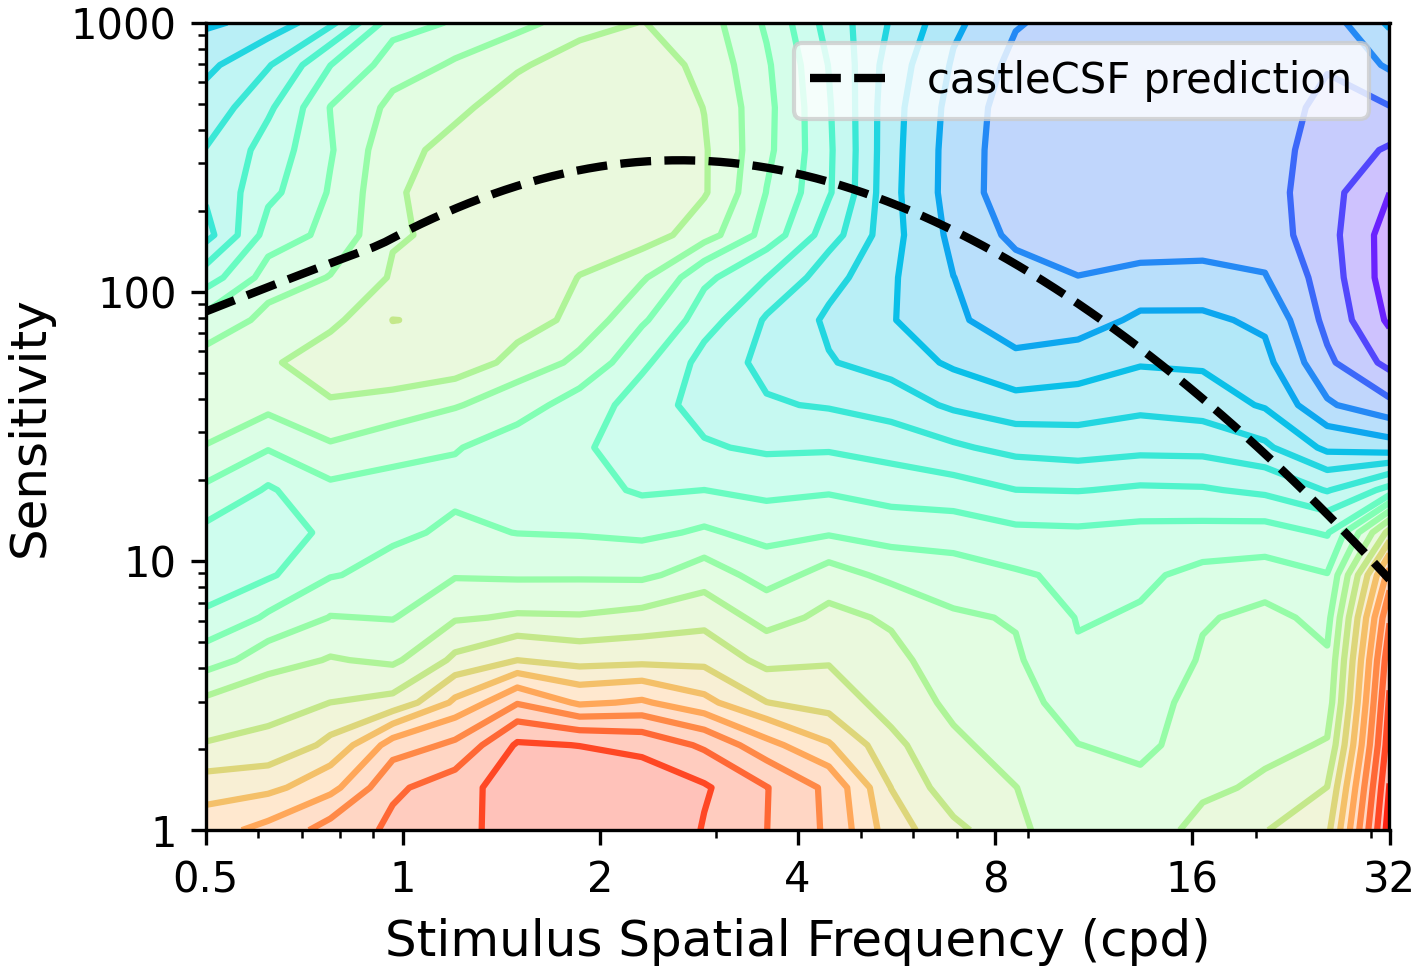 1000
100
10
1
Sensitivity
castleCSF prediction
0.5 1 2 4 8 16 32
Stimulus Spatial Frequency (cpd)